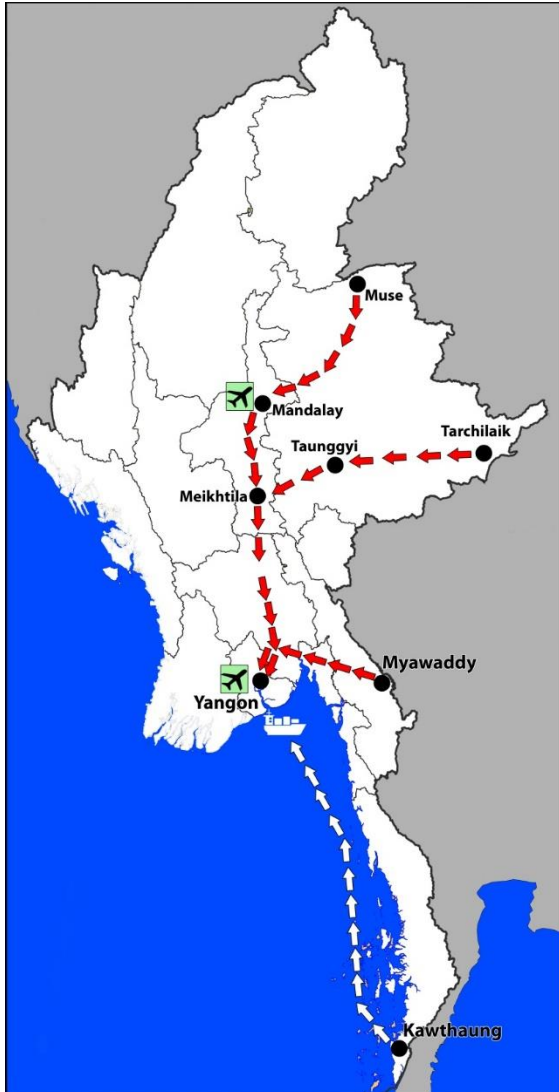 Muse
Mandalay
Tarchilaik
Taunggyi
Meikhtila
Myawaddy
Yangon
Kawthaung